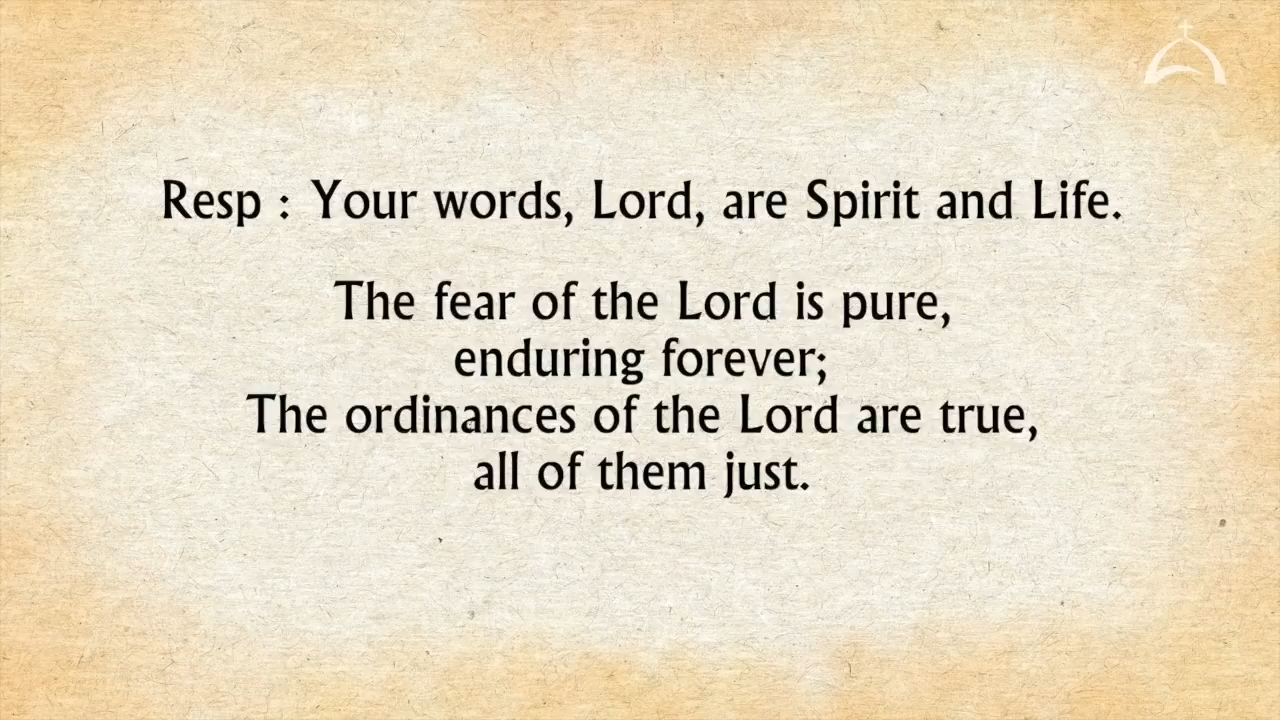 Resp : Your words, Lord, are Spirit and Life.
The fear of the Lord is pure,
enduring forever;
The ordinances of the Lord are true,
all of them just.